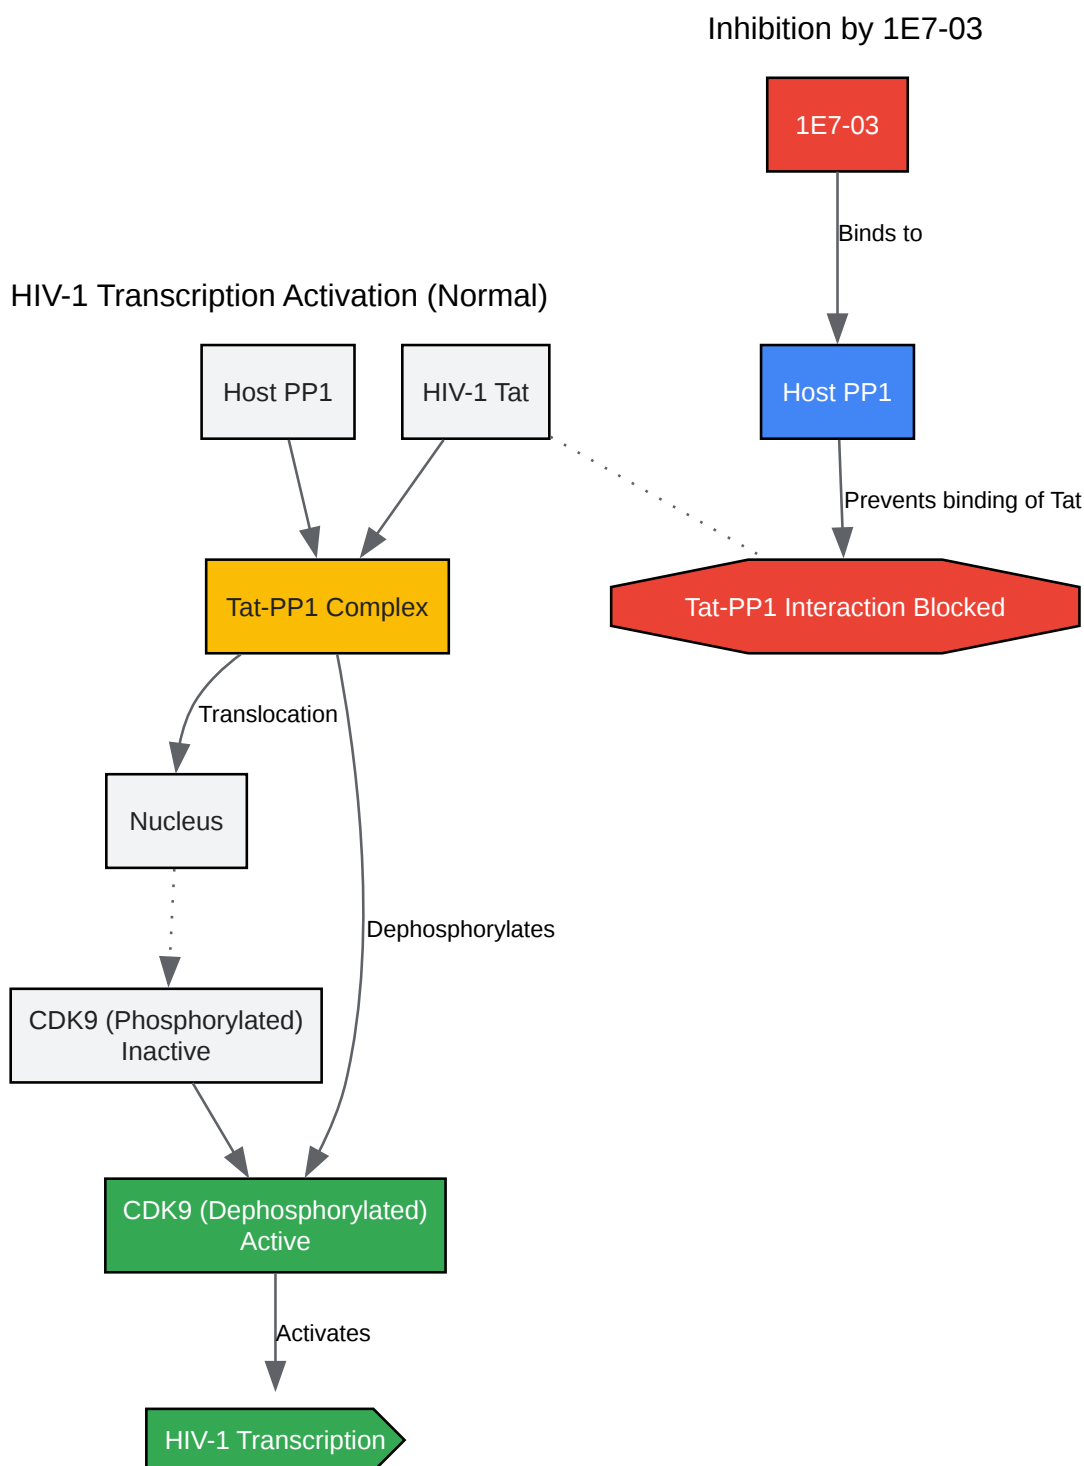 Inhibition by 1E7-03
1E7-03
Binds to
HIV-1 Transcription Activation (Normal)
Host PP1
HIV-1 Tat
Host PP1
Prevents binding of Tat
Tat-PP1 Complex
Tat-PP1 Interaction Blocked
Translocation
Nucleus
Dephosphorylates
CDK9 (Phosphorylated)
Inactive
CDK9 (Dephosphorylated)
Active
Activates
HIV-1 Transcription